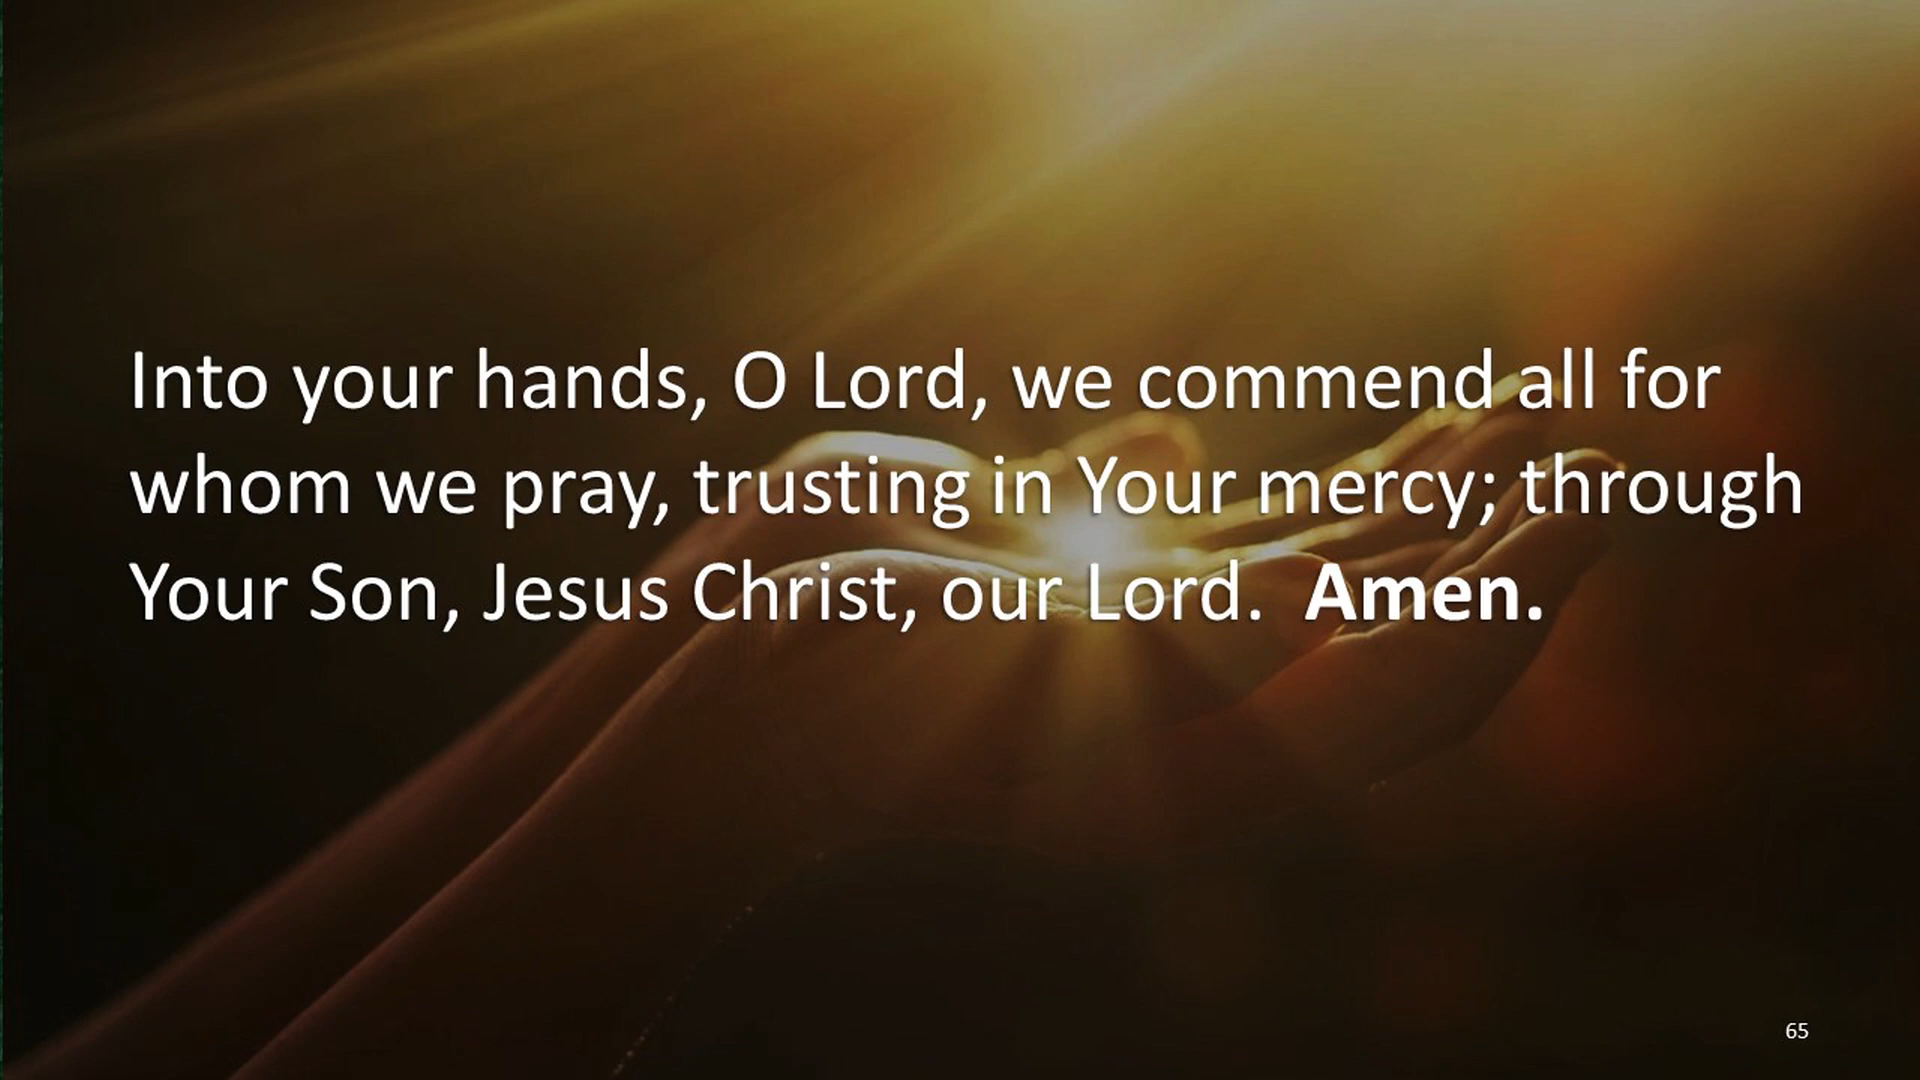 Into your hands, O Lord, we commend all for
whom we pray, trusting in Your mercy; through
Your Son, Jesus Christ, our Lord.  Amen.
65